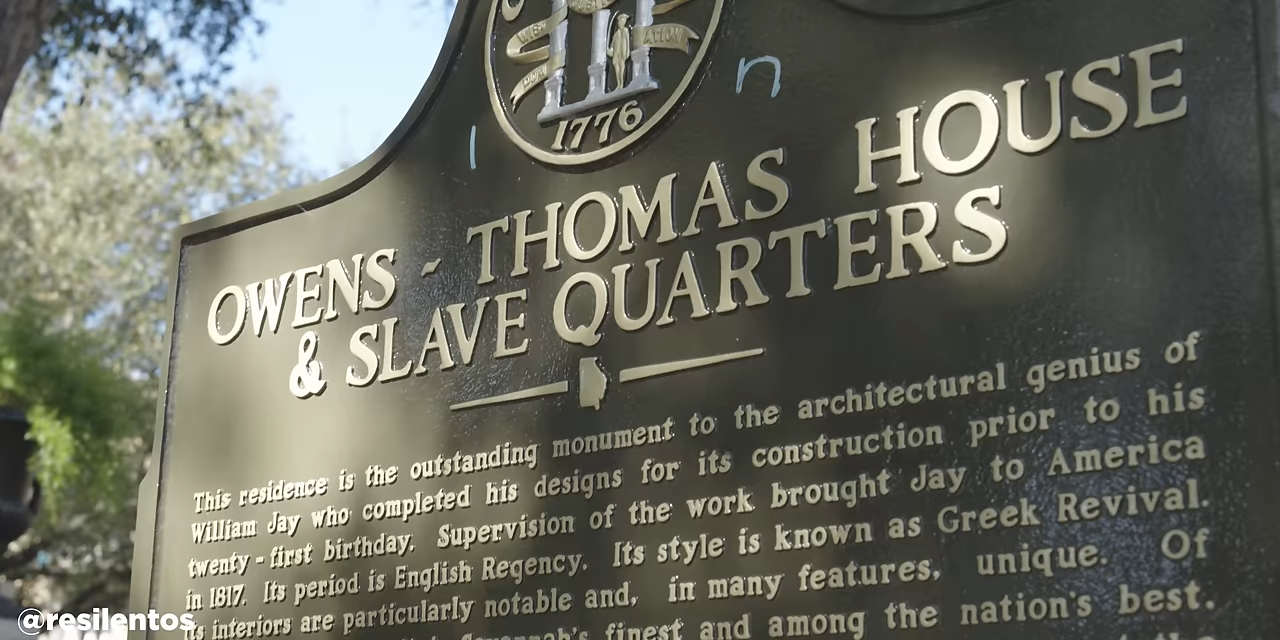 1776
n
OWENS - THOMAS HOUSE
& SLAVE QUARTERS
This residence is the outstanding monument to the architectural genius of
William Jay who completed his designs for its construction prior to his
twenty-first birthday. Supervision of the work brought Jay to America
in 1817. Its period is English Regency. Its style is known as Greek Revival.
Its interiors are particularly notable and, in many features, unique. Of
Savannah's finest and among the nation's best.
@resilentos